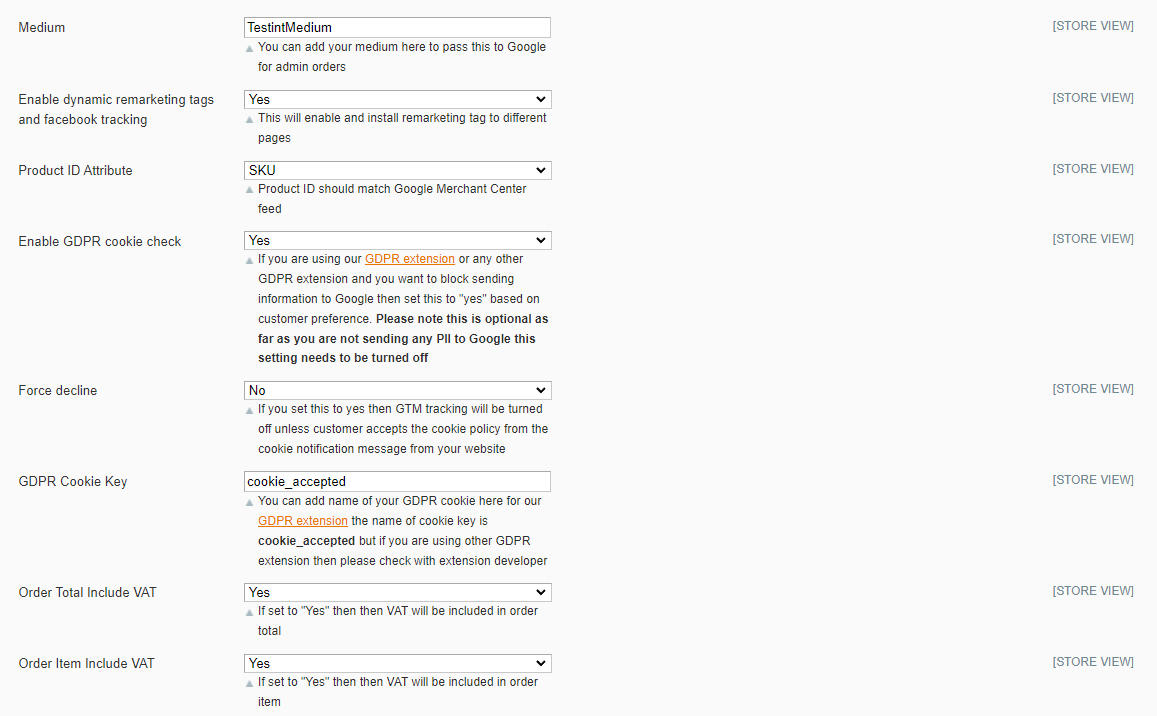 Medium TestintMedium [STORE VIEW]
You can add your medium here to pass this to Google
for admin orders
Enable dynamic remarketing tags Yes [STORE VIEW]
and facebook tracking This will enable and install remarketing tag to different
pages
Product ID Attribute SKU [STORE VIEW]
Product ID should match Google Merchant Center
feed
Enable GDPR cookie check Yes [STORE VIEW]
If you are using our GDPR extension or any other
GDPR extension and you want to block sending
information to Google then set this to "yes" based on
customer preference. Please note this is optional as
far as you are not sending any PII to Google this
setting needs to be turned off
Force decline No [STORE VIEW]
If you set this to yes then GTM tracking will be turned
off unless customer accepts the cookie policy from the
cookie notification message from your website
GDPR Cookie Key cookie_accepted [STORE VIEW]
You can add name of your GDPR cookie here for our
GDPR extension the name of cookie key is
cookie_accepted but if you are using other GDPR
extension then please check with extension developer
Order Total Include VAT Yes [STORE VIEW]
If set to "Yes" then then VAT will be included in order
total
Order Item Include VAT Yes [STORE VIEW]
If set to "Yes" then then VAT will be included in order
item